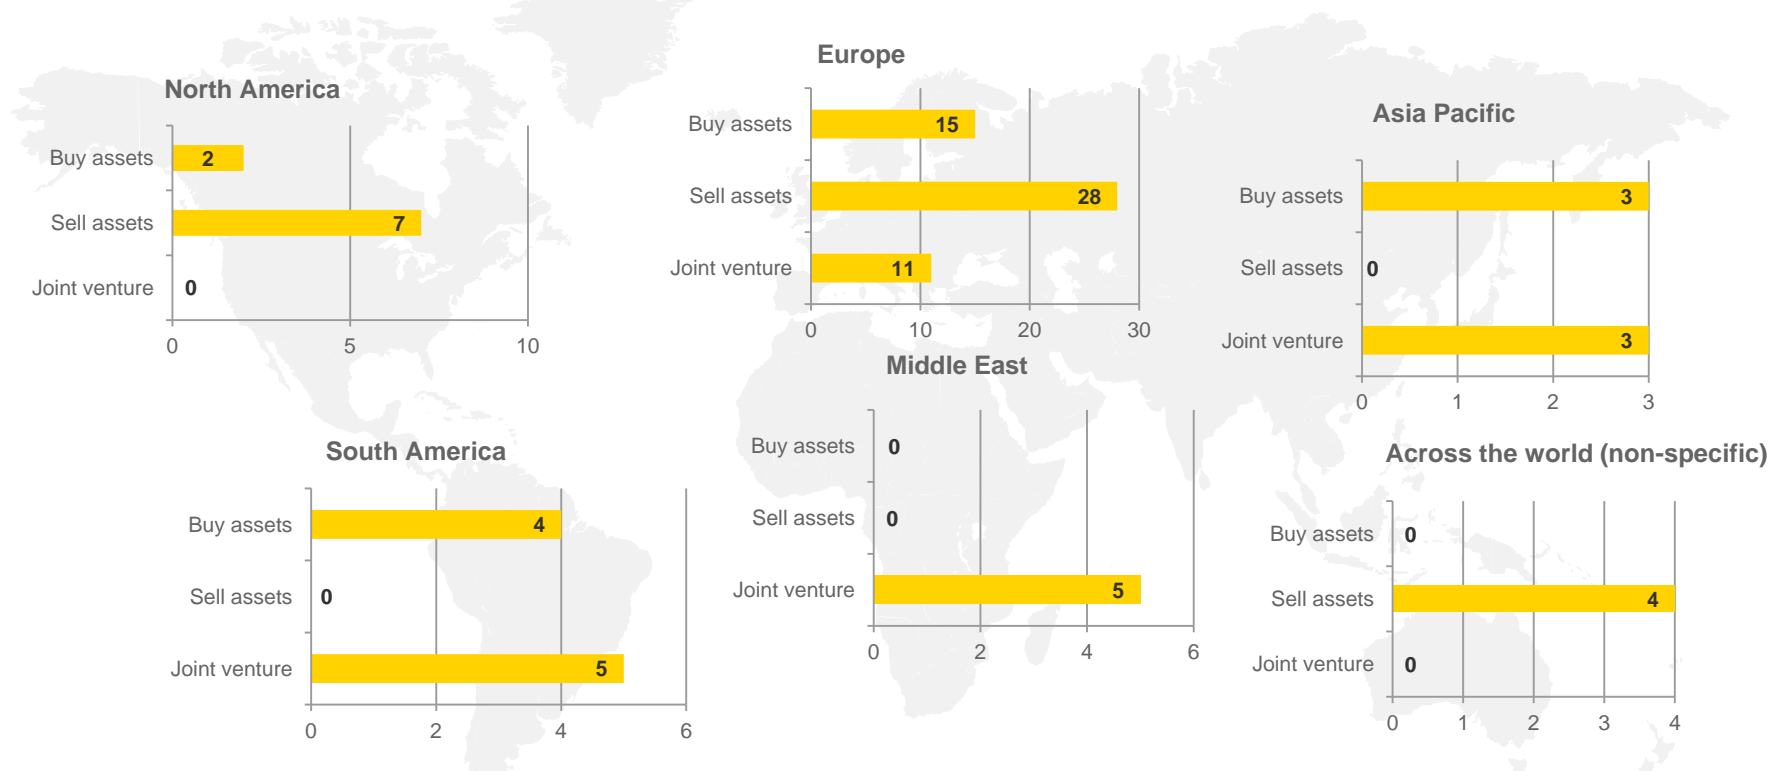 North America
Buy assets 2
Sell assets 7
Joint venture 0
0 5 10
Europe
Buy assets 15
Sell assets 28
Joint venture 11
0 10 20 30
Asia Pacific
Buy assets 3
Sell assets 0
Joint venture 3
0 1 2 3
South America
Buy assets 4
Sell assets 0
Joint venture 5
0 2 4 6
Middle East
Buy assets 0
Sell assets 0
Joint venture 5
0 2 4 6
Across the world (non-specific)
Buy assets 0
Sell assets 4
Joint venture 0
0 1 2 3 4